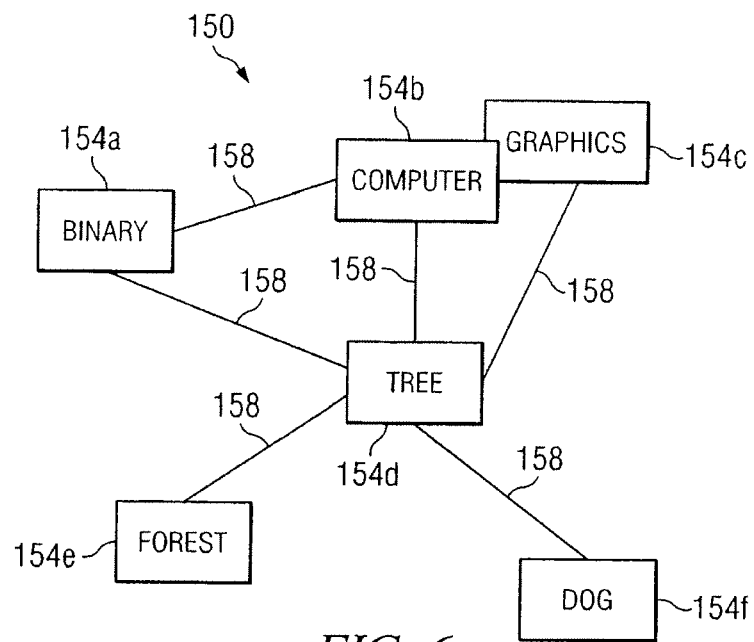 150
154b
GRAPHICS
154c
154a
158
COMPUTER
BINARY
158
158
158
TREE
158
154d
158
154e
FOREST
DOG
154f
FIG. 6